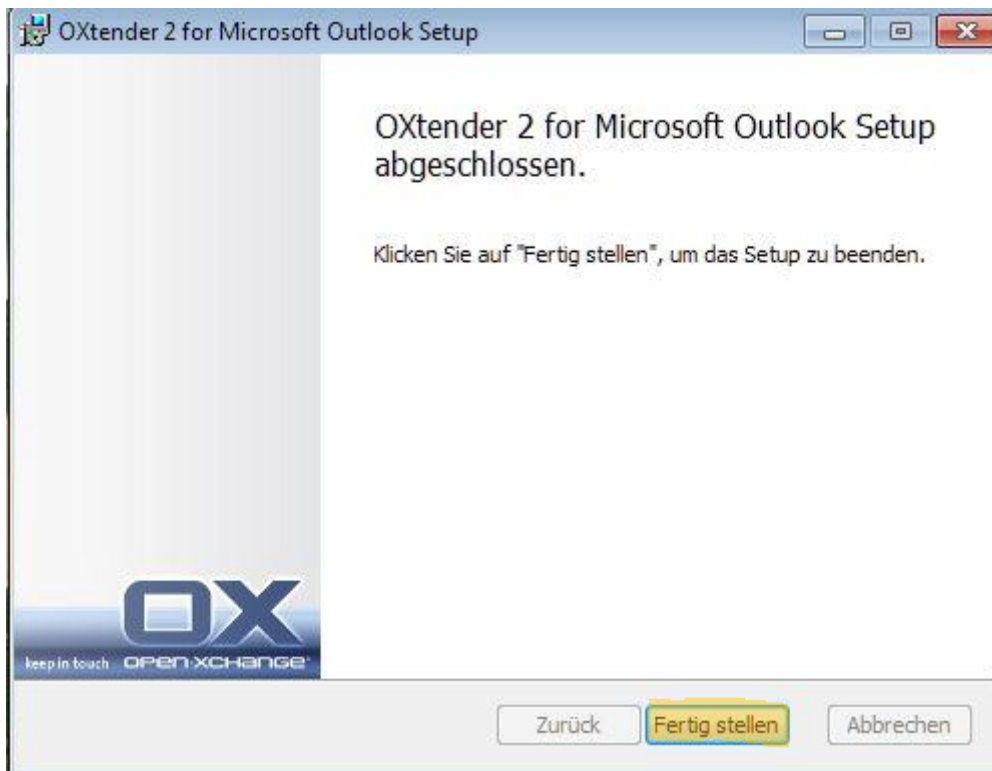 OXtender 2 for Microsoft Outlook Setup
OXtender 2 for Microsoft Outlook Setup
abgeschlossen.
Klicken Sie auf "Fertig stellen", um das Setup zu beenden.
OX
keep in touch OPEN-XCHANGE
Zurück Fertig stellen Abbrechen